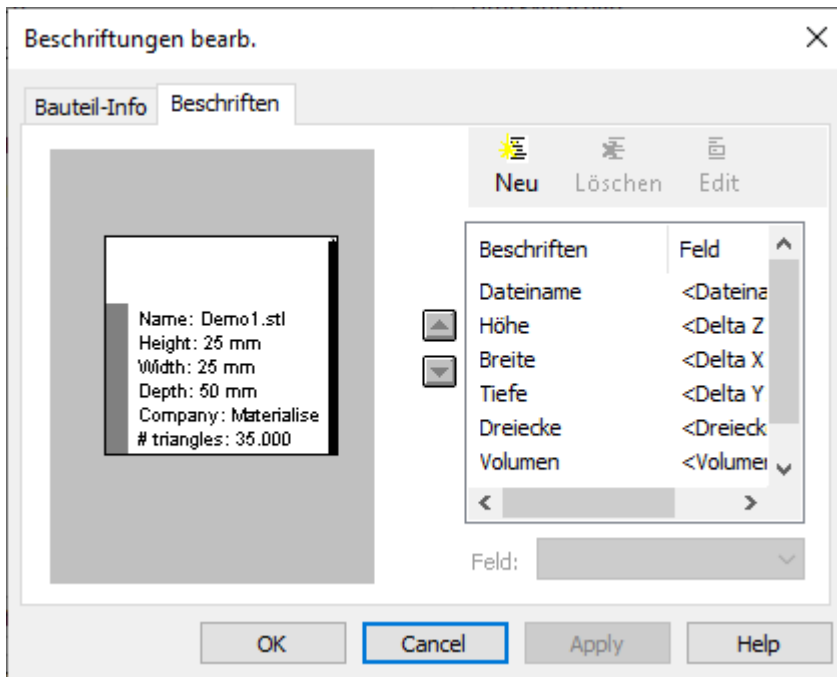 Beschriftungen bearb.
Bauteil-Info Beschriften
Neu Löschen Edit
Name: Demo1.stl
Height: 25 mm
Width: 25 mm
Depth: 50 mm
Company: Materialise
# triangles: 35.000
Beschriften Feld
Dateiname <Dateina
Höhe <Delta Z
Breite <Delta X
Tiefe <Delta Y
Dreiecke <Dreieck
Volumen <Volumen
Feld:
OK Cancel Apply Help